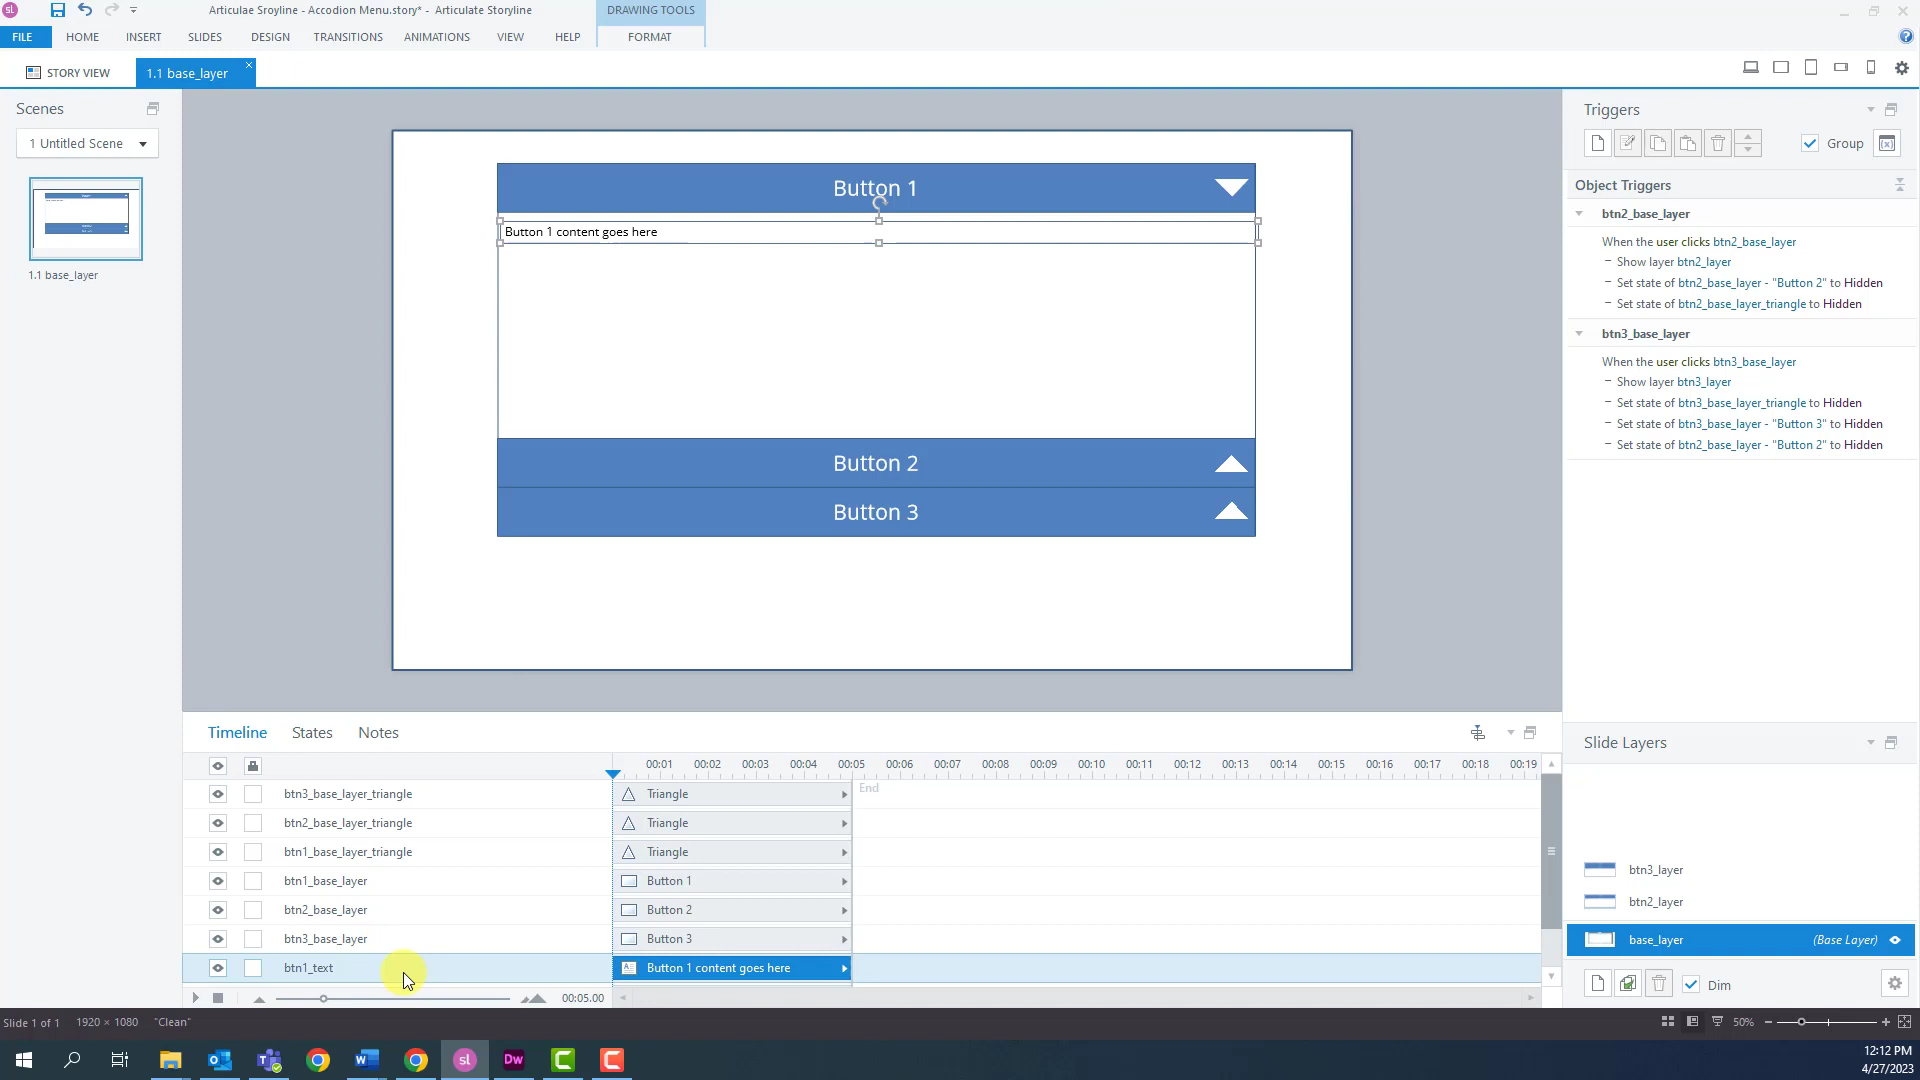 sl
Articulae Sroyline - Accodion Menu.story* - Articulate Storyline
DRAWING TOOLS
FILE HOME INSERT SLIDES DESIGN TRANSITIONS ANIMATIONS VIEW HELP FORMAT
STORY VIEW 1.1 base_layer
Scenes
1 Untitled Scene
1.1 base_layer
Button 1
Button 1 content goes here
Button 2
Button 3
Triggers
Group
Object Triggers
btn2_base_layer
When the user clicks btn2_base_layer
– Show layer btn2_layer
– Set state of btn2_base_layer - "Button 2" to Hidden
– Set state of btn2_base_layer_triangle to Hidden
btn3_base_layer
When the user clicks btn3_base_layer
– Show layer btn3_layer
– Set state of btn3_base_layer_triangle to Hidden
– Set state of btn3_base_layer - "Button 3" to Hidden
– Set state of btn2_base_layer - "Button 2" to Hidden
Timeline States Notes
00:01 00:02 00:03 00:04 00:05 00:06 00:07 00:08 00:09 00:10 00:11 00:12 00:13 00:14 00:15 00:16 00:17 00:18 00:19
btn3_base_layer_triangle Triangle End
btn2_base_layer_triangle Triangle
btn1_base_layer_triangle Triangle
btn1_base_layer Button 1
btn2_base_layer Button 2
btn3_base_layer Button 3
btn1_text Button 1 content goes here
00:05.00
Slide Layers
btn3_layer
btn2_layer
base_layer (Base Layer)
Dim
Slide 1 of 1 1920 × 1080 "Clean" 50%
sl Dw
12:12 PM
4/27/2023